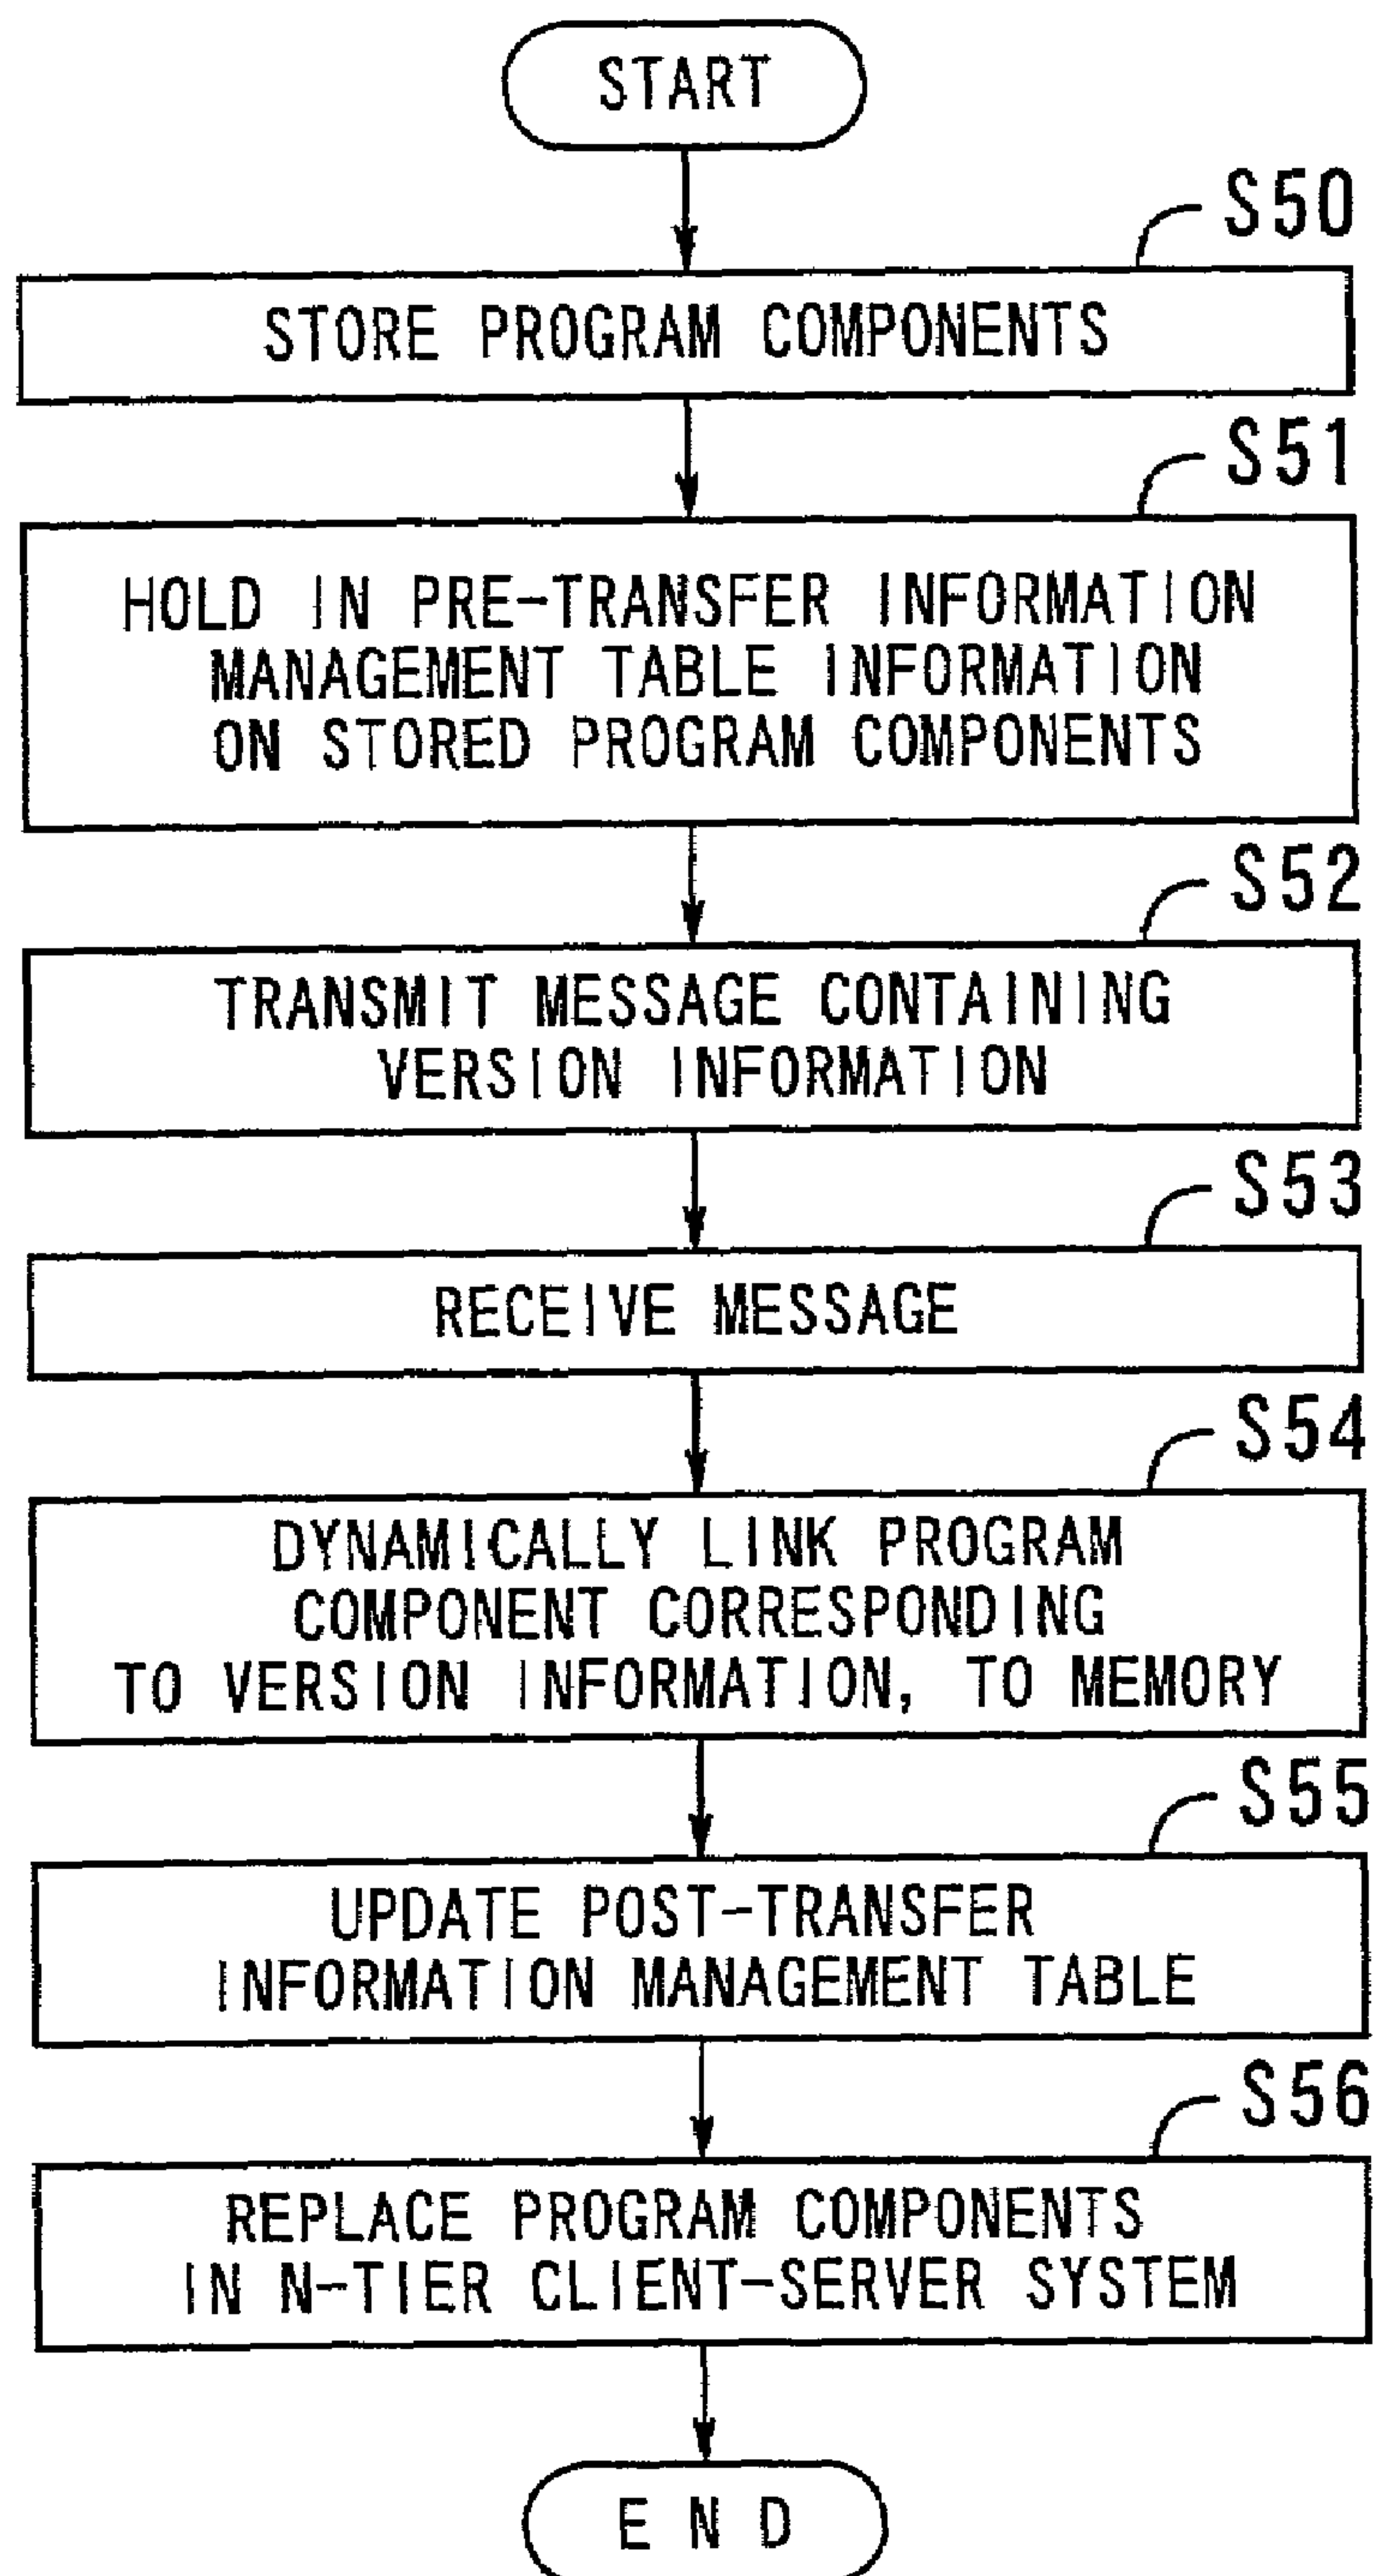 START
S50
STORE PROGRAM COMPONENTS
S51
HOLD IN PRE-TRANSFER INFORMATION
MANAGEMENT TABLE INFORMATION
ON STORED PROGRAM COMPONENTS
S52
TRANSMIT MESSAGE CONTAINING
VERSION INFORMATION
S53
RECEIVE MESSAGE
S54
DYNAMICALLY LINK PROGRAM
COMPONENT CORRESPONDING
TO VERSION INFORMATION, TO MEMORY
S55
UPDATE POST-TRANSFER
INFORMATION MANAGEMENT TABLE
S56
REPLACE PROGRAM COMPONENTS
IN N-TIER CLIENT-SERVER SYSTEM
END